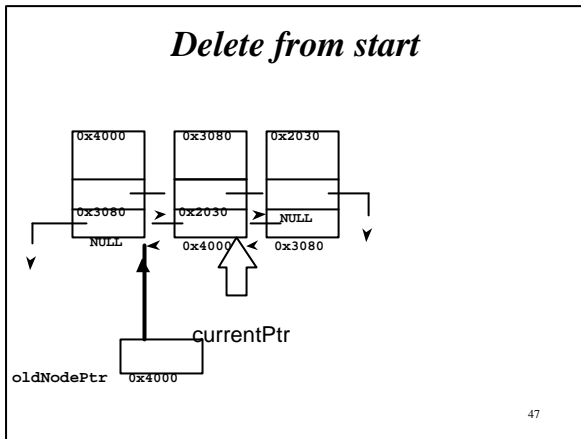 Delete from start
0x4000 0x3080 0x2030
0x3080 0x2030 NULL
NULL 0x4000 0x3080
currentPtr
oldNodePtr 0x4000
47